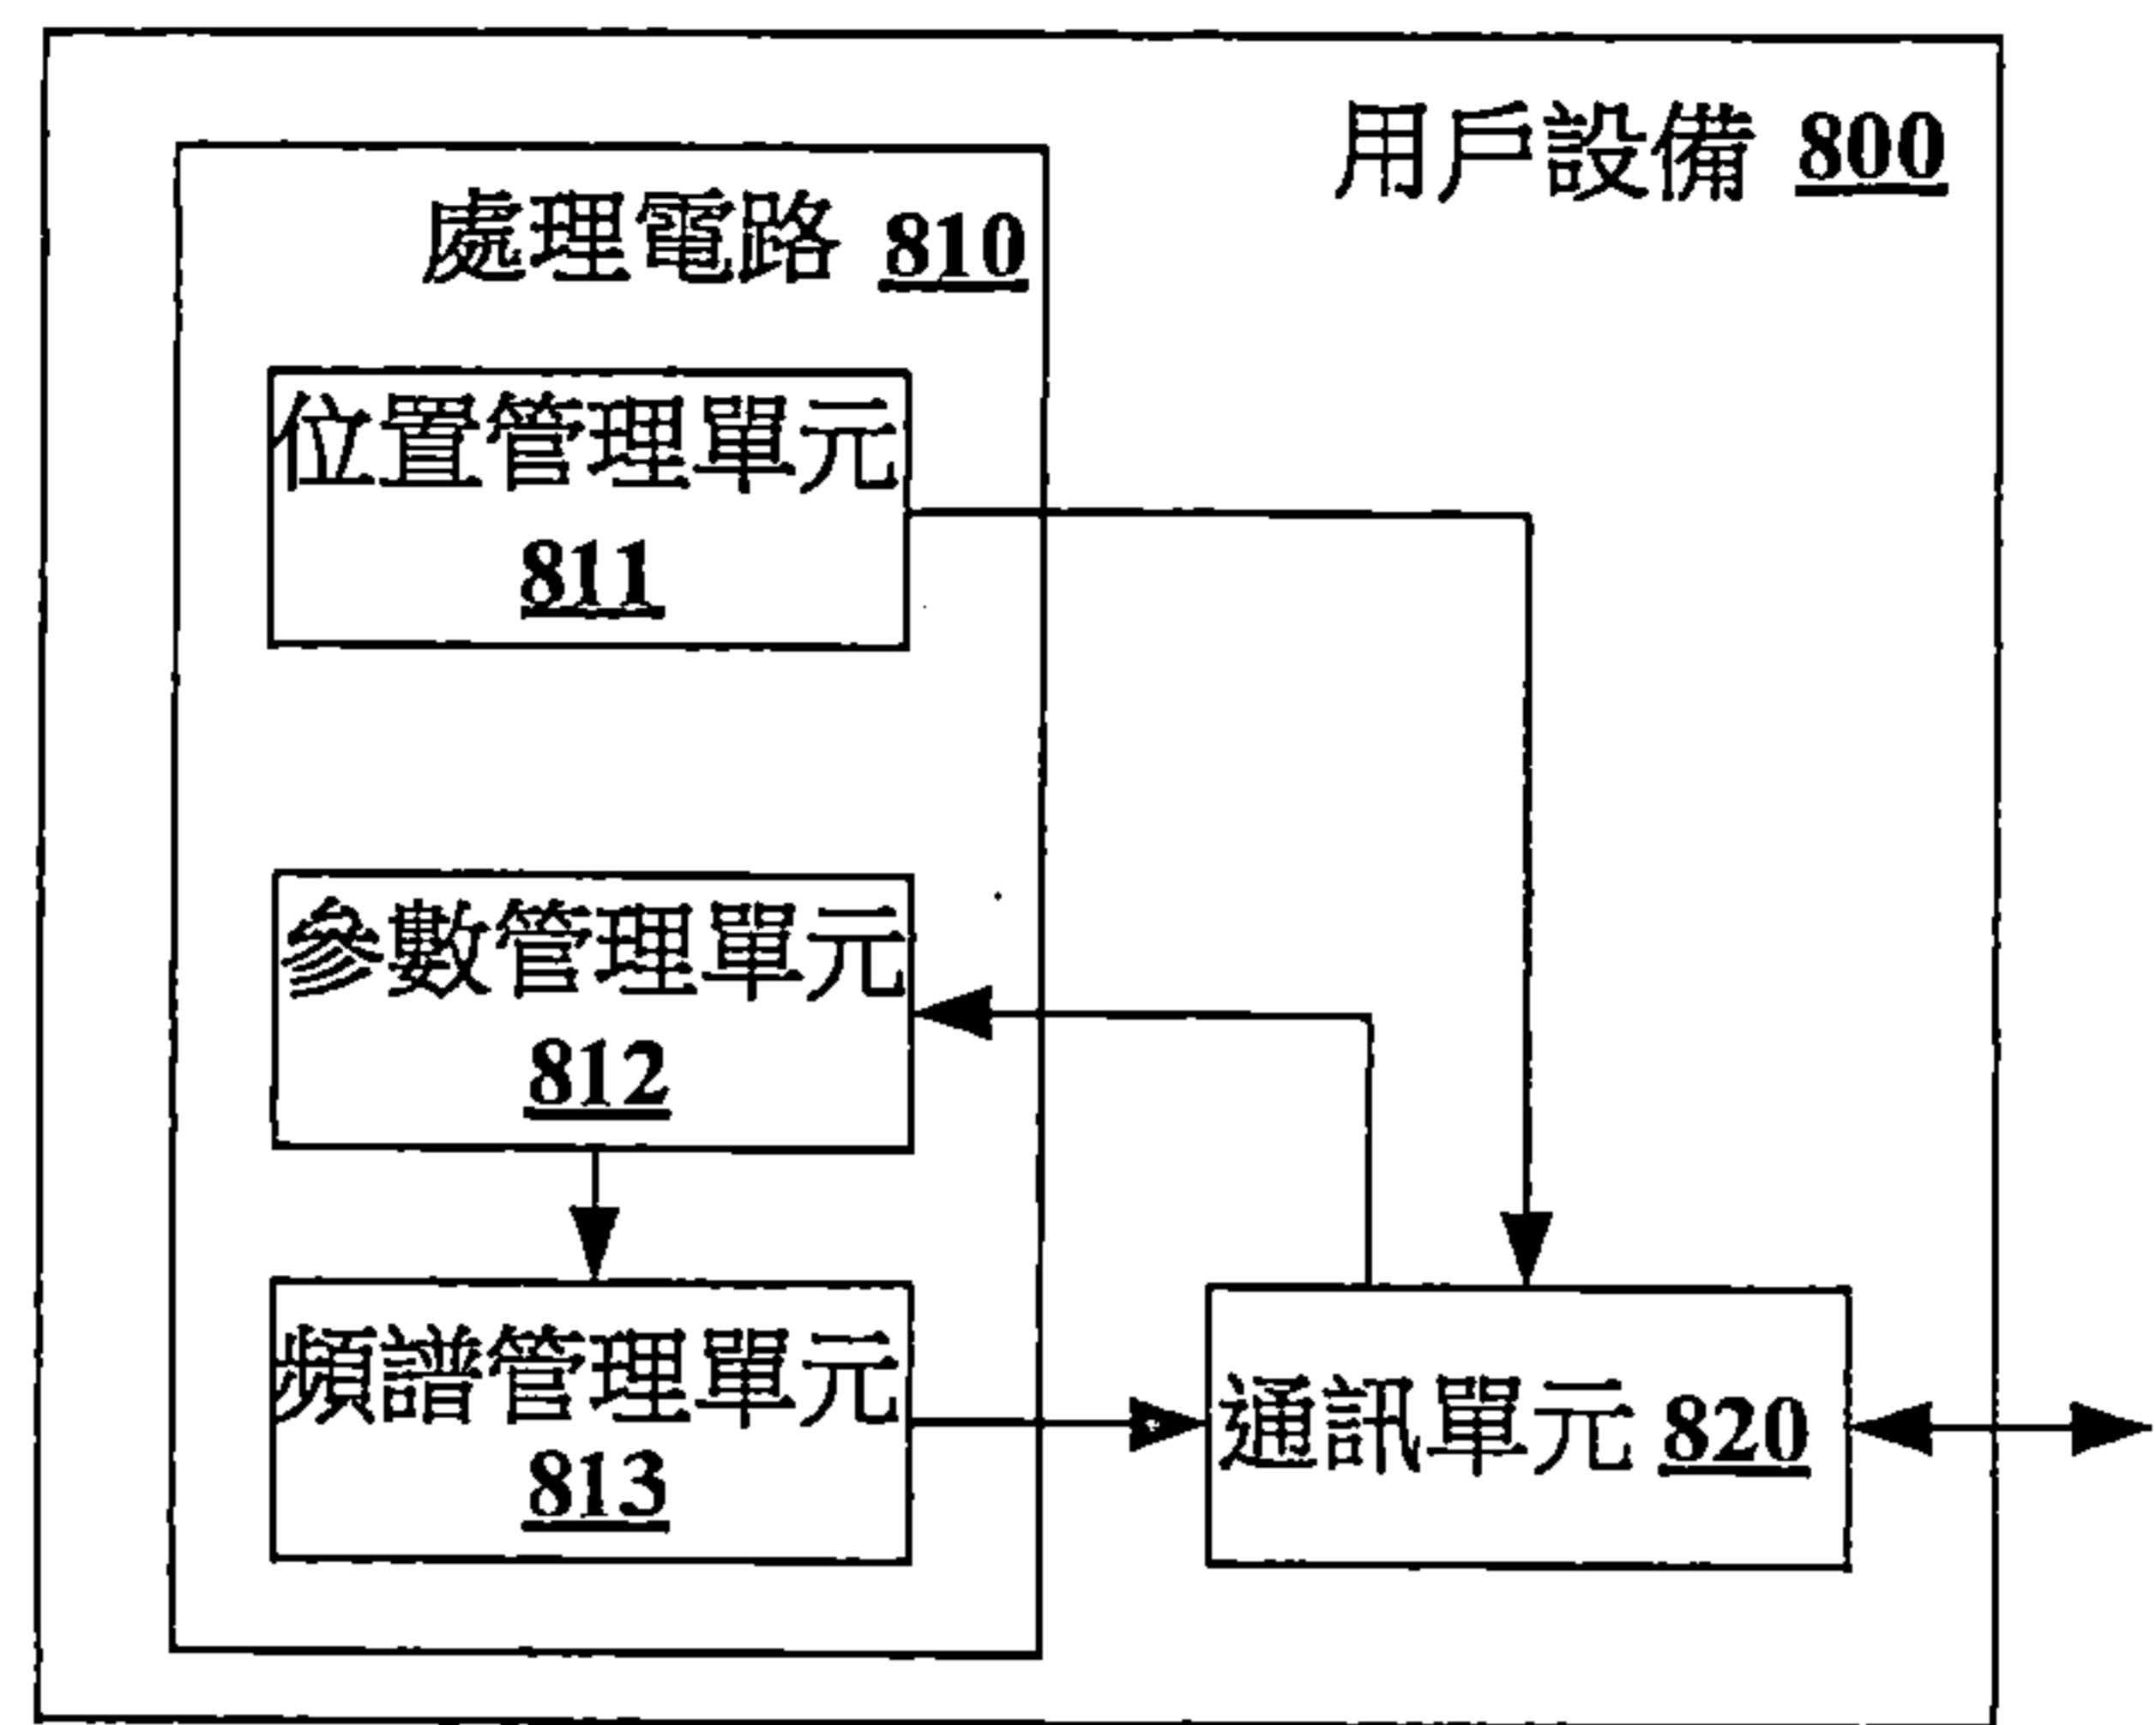 用戶設備 800
處理電路 810
位置管理單元
811
參數管理單元
812
頻譜管理單元
813
通訊單元 820